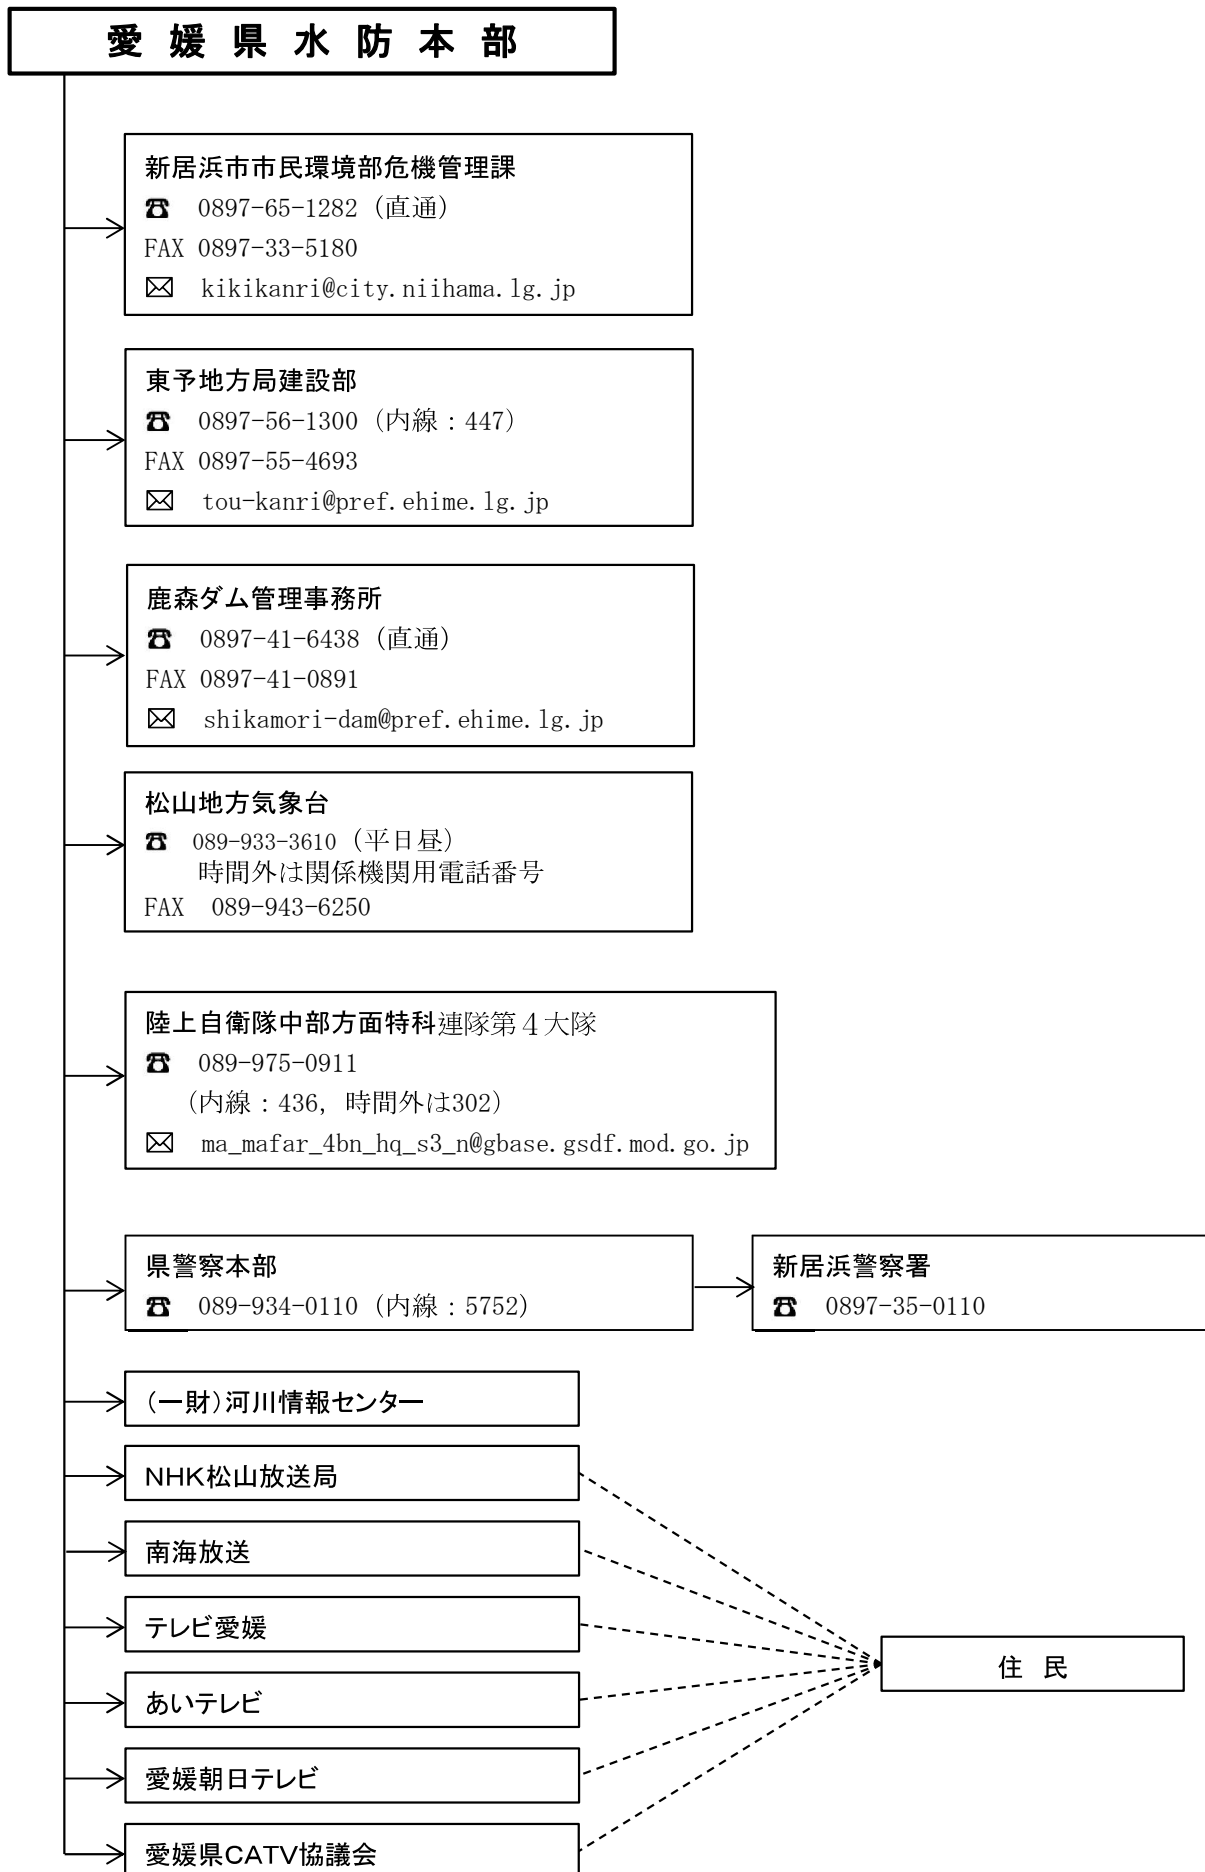 愛媛県水防本部
新居浜市市民環境部危機管理課
☎ 0897-65-1282（直通）
FAX 0897-33-5180
✉ kikikanri@city.niihama.lg.jp
東予地方局建設部
☎ 0897-56-1300（内線：447）
FAX 0897-55-4693
✉ tou-kanri@pref.ehime.lg.jp
鹿森ダム管理事務所
☎ 0897-41-6438（直通）
FAX 0897-41-0891
✉ shikamori-dam@pref.ehime.lg.jp
松山地方気象台
☎ 089-933-3610（平日昼）
時間外は関係機関用電話番号
FAX 089-943-6250
陸上自衛隊中部方面特科連隊第４大隊
☎ 089-975-0911
（内線：436，時間外は302）
✉ ma_mafar_4bn_hq_s3_n@gbase.gsdf.mod.go.jp
県警察本部
☎ 089-934-0110（内線：5752）
新居浜警察署
☎ 0897-35-0110
（一財）河川情報センター
NHK松山放送局
南海放送
テレビ愛媛
住 民
あいテレビ
愛媛朝日テレビ
愛媛県CATV協議会